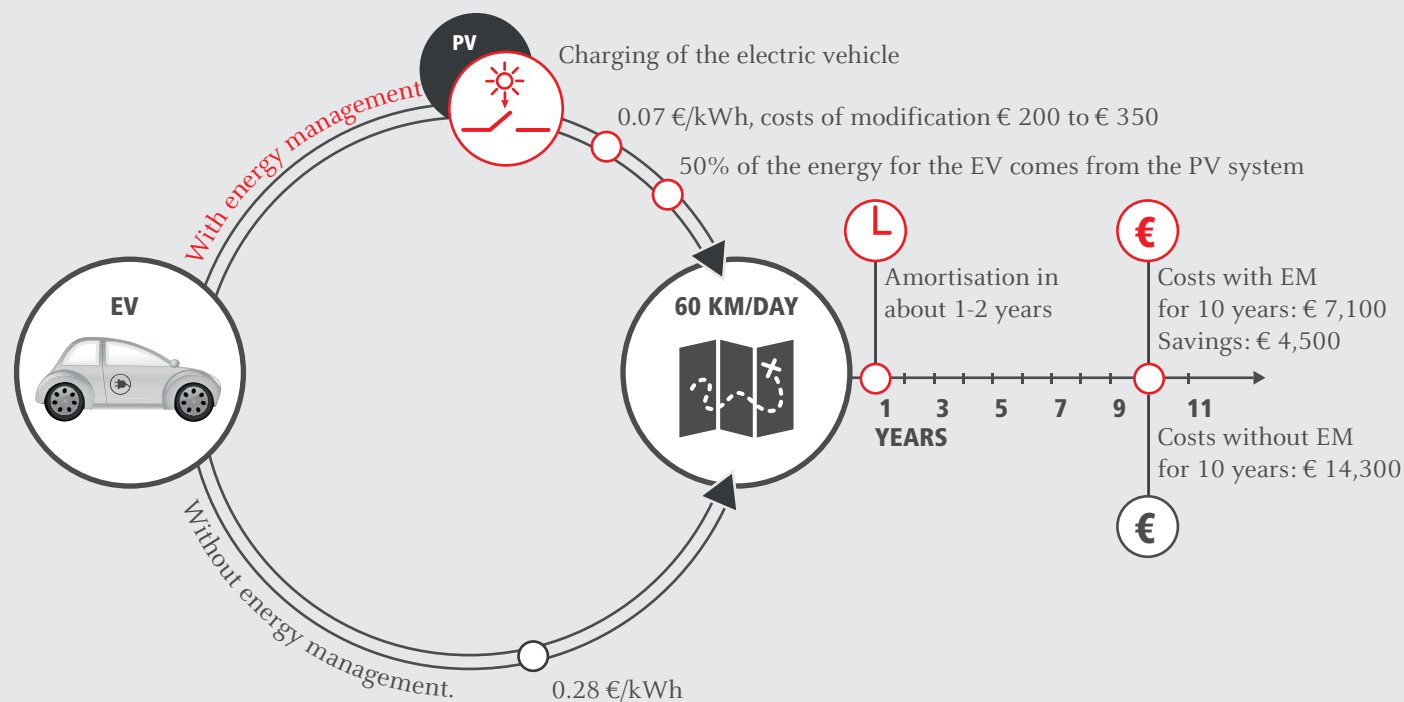 PV
Charging of the electric vehicle
With energy management
0.07 €/kWh, costs of modification € 200 to € 350
50% of the energy for the EV comes from the PV system
EV
60 KM/DAY
Amortisation in
about 1-2 years
€
Costs with EM
for 10 years: € 7,100
Savings: € 4,500
1 3 5 7 9 11
YEARS
Costs without EM
for 10 years: € 14,300
€
Without energy management.
0.28 €/kWh